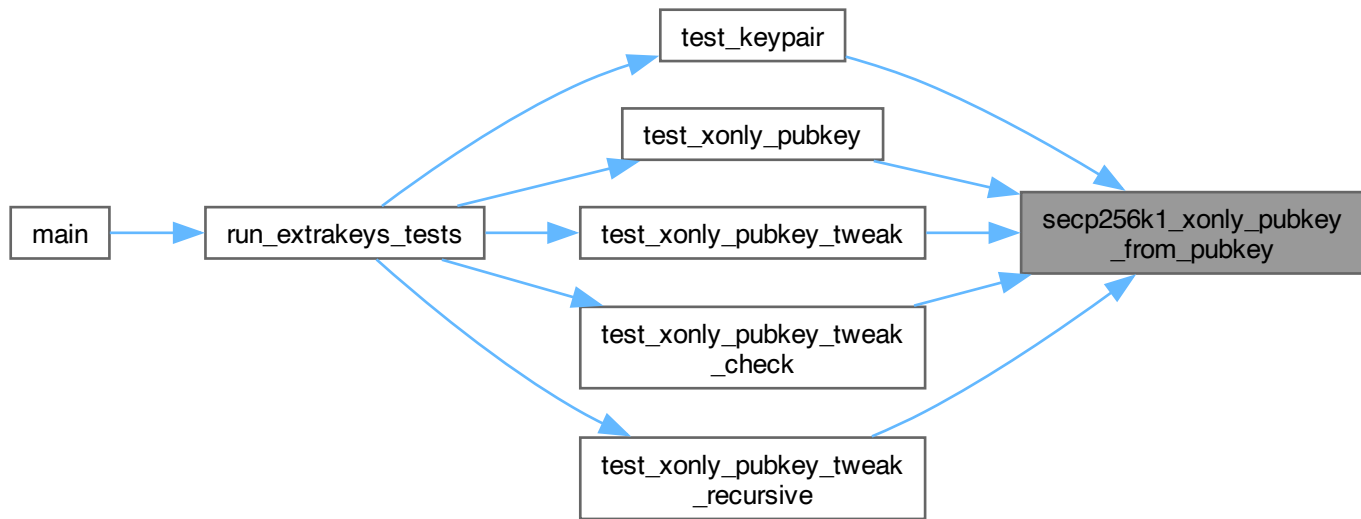 test_keypair
test_xonly_pubkey
main
run_extrakeys_tests
test_xonly_pubkey_tweak
secp256k1_xonly_pubkey
_from_pubkey
test_xonly_pubkey_tweak
_check
test_xonly_pubkey_tweak
_recursive